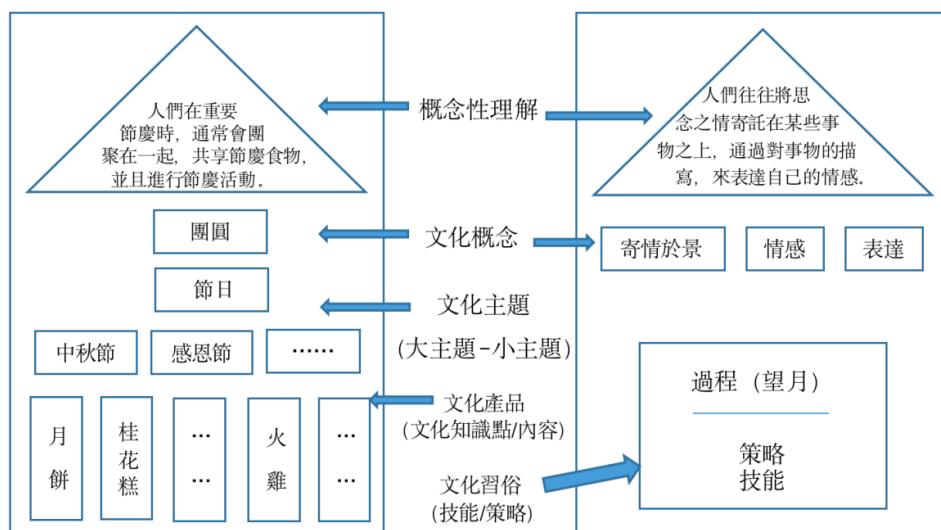 人們在重要
節慶時，通常會團
聚在一起，共享節慶食物，
並且進行節慶活動。
概念性理解
人們往往將思
念之情寄託在某些事
物之上，通過對事物的描
寫，來表達自己的情感。
團圓
文化概念
寄情於景
情感
表達
節日
文化主題
(大主題-小主題)
中秋節
感恩節
……
過程（望月）
策略
技能
文化產品
(文化知識點/內容)
月餅
桂花糕
……
火雞
……
文化習俗
(技能/策略)